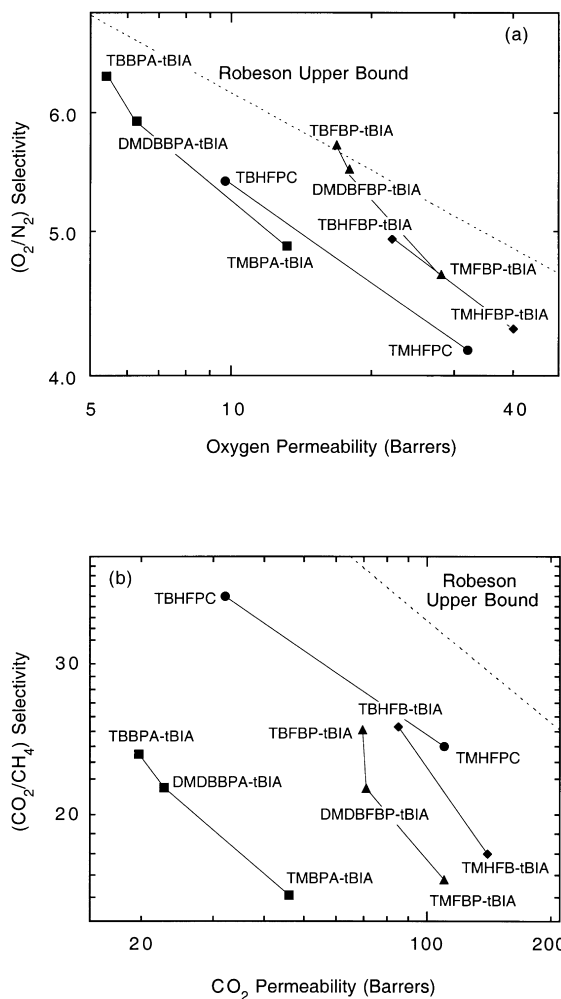 (a)
TBBPA-tBIA
Robeson Upper Bound
6.0
TBFBP-tBIA
DMDBBPA-tBIA
TBHFPC
DMDBFBP-tBIA
TBHFBP-tBIA
5.0
TMBPA-tBIA
TMFBP-tBIA
TMHFBP-tBIA
TMHFPC
4.0
5 10 40
(O2/N2) Selectivity
Oxygen Permeability (Barrers)
(b)
Robeson
Upper Bound
TBHFPC
30
TBHFB-tBIA
TBBPA-tBIA
TBFBP-tBIA
TMHFPC
DMDBBPA-tBIA
20
DMDBFBP-tBIA
TMHFB-tBIA
TMBPA-tBIA
TMFBP-tBIA
20 100 200
(CO2/CH4) Selectivity
CO2 Permeability (Barrers)